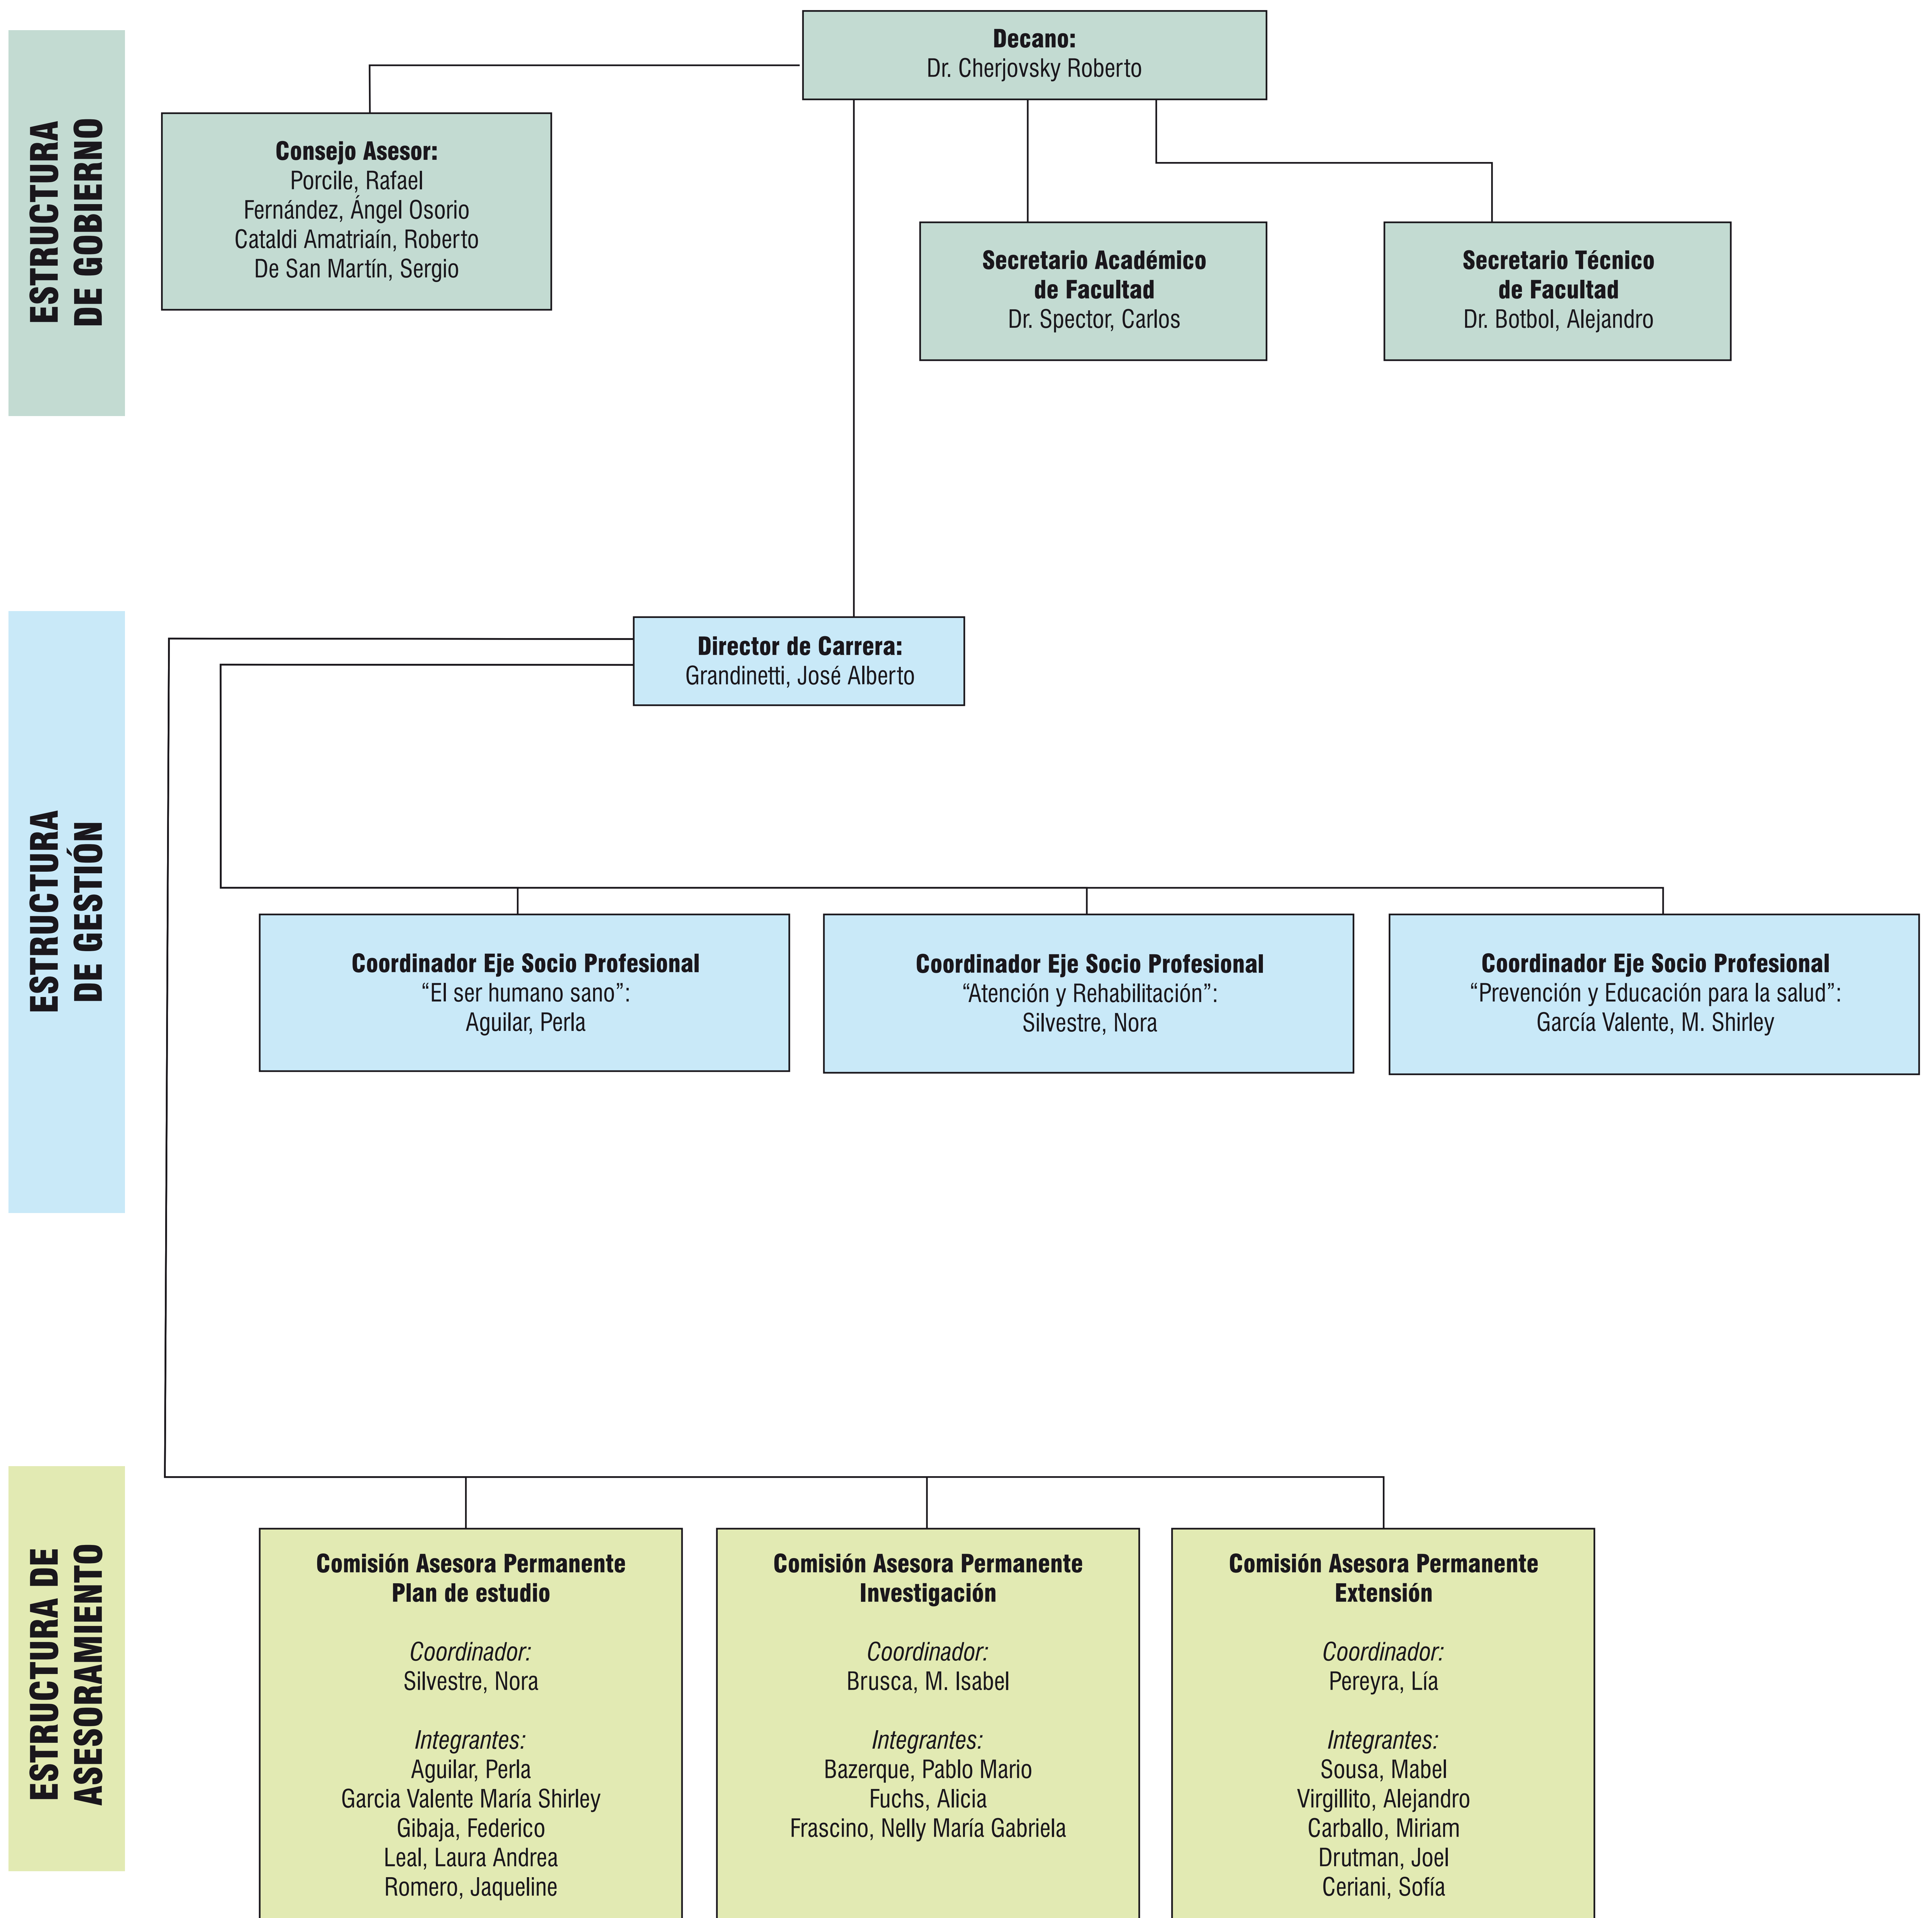 ESTRUCTURA
DE GOBIERNO
Decano:
Dr. Cherjovsky Roberto
Consejo Asesor:
Porcile, Rafael
Fernández, Ángel Osorio
Cataldi Amatriaín, Roberto
De San Martín, Sergio
Secretario Académico
de Facultad
Dr. Spector, Carlos
Secretario Técnico
de Facultad
Dr. Botbol, Alejandro
ESTRUCTURA
DE GESTIÓN
Director de Carrera:
Grandinetti, José Alberto
Coordinador Eje Socio Profesional
“El ser humano sano”:
Aguilar, Perla
Coordinador Eje Socio Profesional
“Atención y Rehabilitación”:
Silvestre, Nora
Coordinador Eje Socio Profesional
“Prevención y Educación para la salud”:
García Valente, M. Shirley
ESTRUCTURA DE
ASESORAMIENTO
Comisión Asesora Permanente
Plan de estudio
Coordinador:
Silvestre, Nora
Integrantes:
Aguilar, Perla
Garcia Valente María Shirley
Gibaja, Federico
Leal, Laura Andrea
Romero, Jaqueline
Comisión Asesora Permanente
Investigación
Coordinador:
Brusca, M. Isabel
Integrantes:
Bazerque, Pablo Mario
Fuchs, Alicia
Frascino, Nelly María Gabriela
Comisión Asesora Permanente
Extensión
Coordinador:
Pereyra, Lía
Integrantes:
Sousa, Mabel
Virgillito, Alejandro
Carballo, Miriam
Drutman, Joel
Ceriani, Sofía